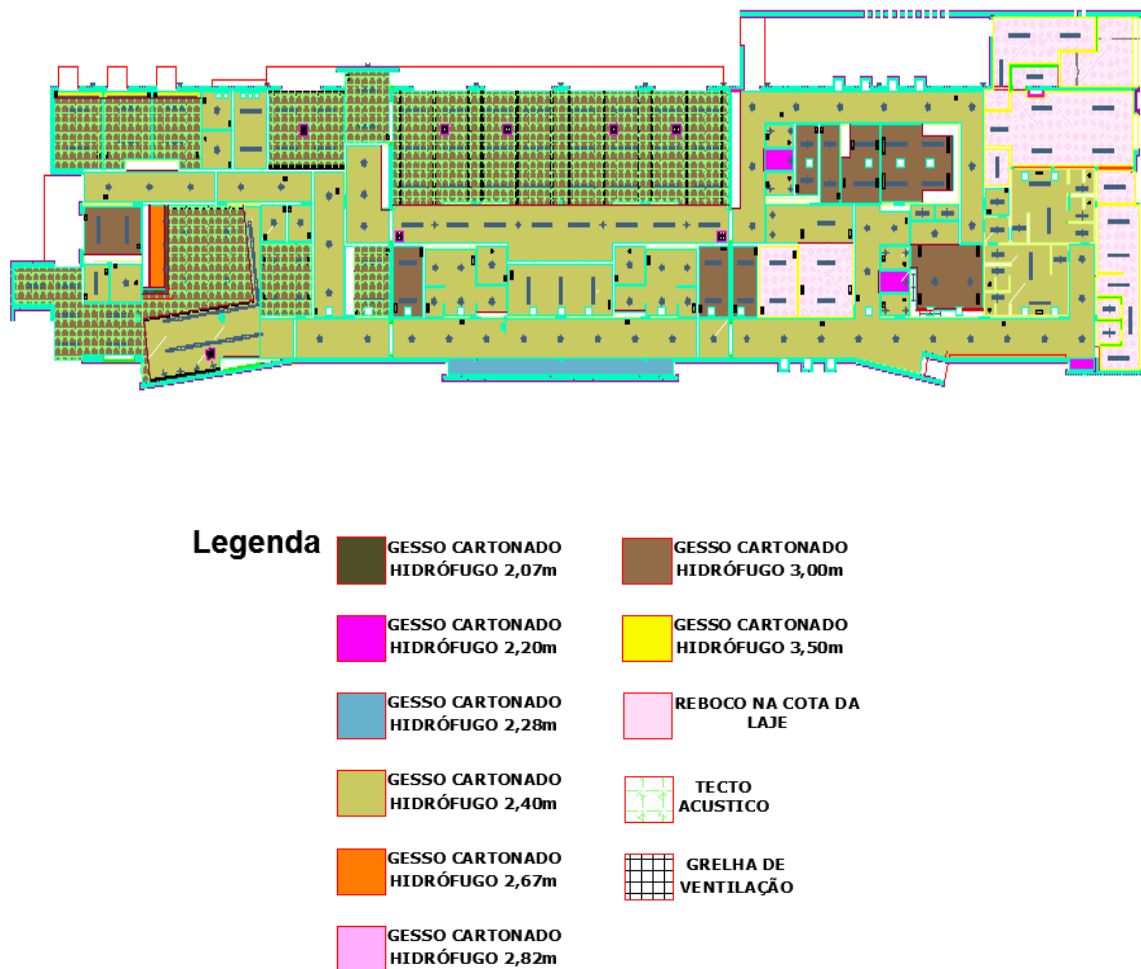 Legenda
GESSO CARTONADO
HIDRÓFUGO 2,07m
GESSO CARTONADO
HIDRÓFUGO 2,20m
GESSO CARTONADO
HIDRÓFUGO 2,28m
GESSO CARTONADO
HIDRÓFUGO 2,40m
GESSO CARTONADO
HIDRÓFUGO 2,67m
GESSO CARTONADO
HIDRÓFUGO 2,82m
GESSO CARTONADO
HIDRÓFUGO 3,00m
GESSO CARTONADO
HIDRÓFUGO 3,50m
REBOCO NA COTA DA
LAJE
TECTO
ACUSTICO
GRELHA DE
VENTILAÇÃO